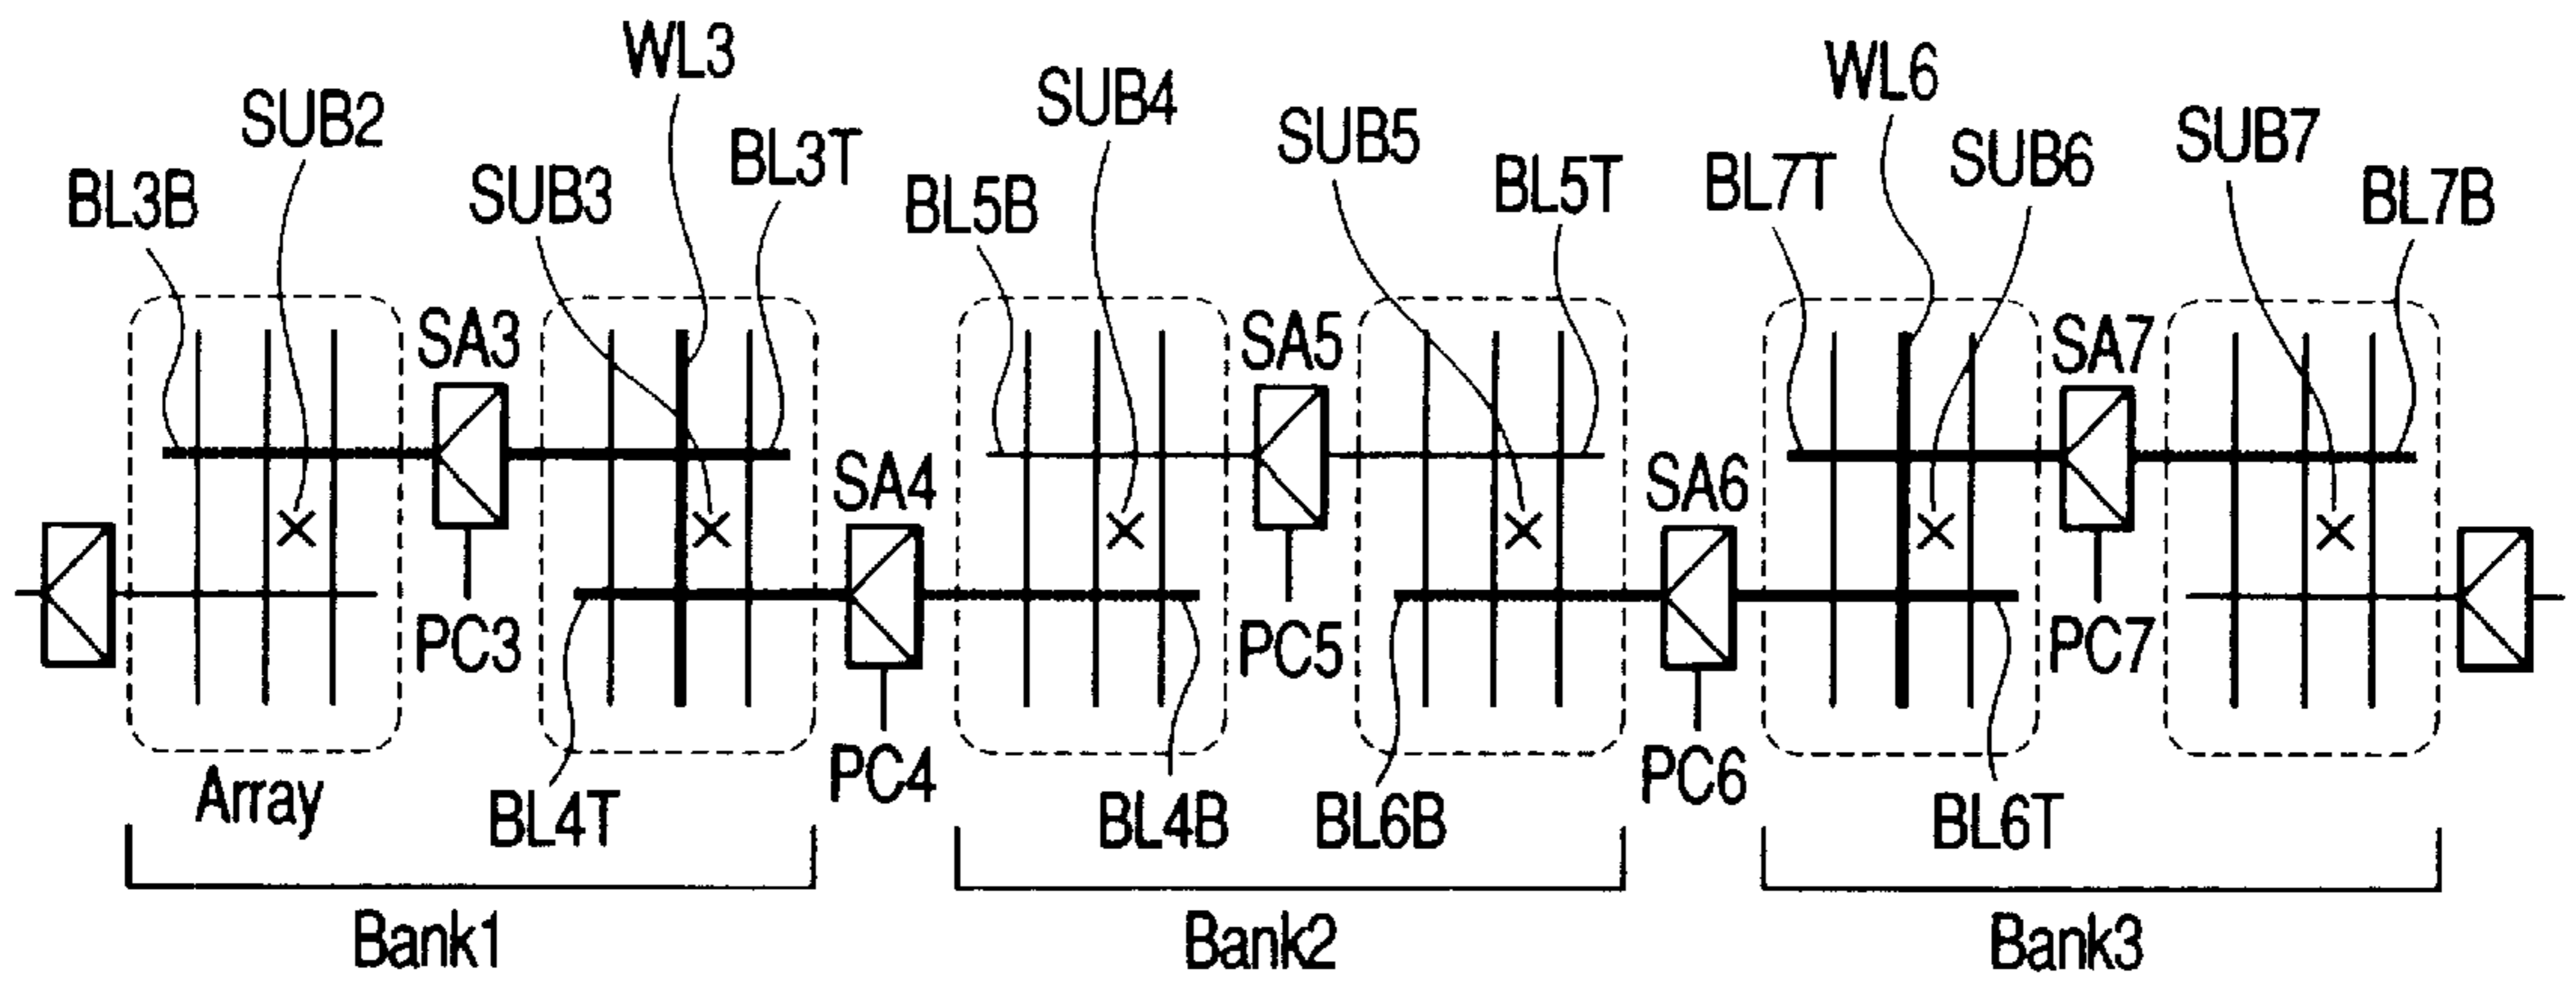 WL3
WL6
SUB4
SUB2
SUB5
SUB7
BL3T
SUB6
SUB3
BL5T
BL7T
BL3B
BL5B
BL7B
SA3
SA5
SA7
SA4
SA6
PC3
PC5
PC7
PC4
PC6
Array
BL4T
BL4B
BL6B
BL6T
Bank1
Bank2
Bank3